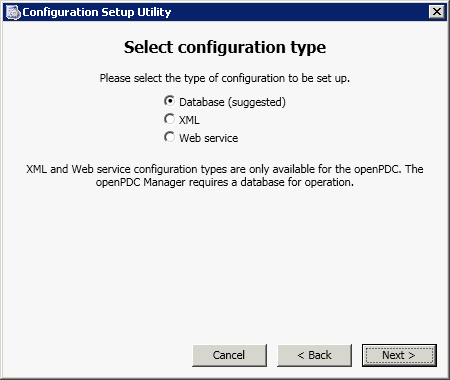 Configuration Setup Utility
Select configuration type
Please select the type of configuration to be set up.
Database (suggested)
XML
Web service
XML and Web service configuration types are only available for the openPDC. The
openPDC Manager requires a database for operation.
Cancel
< Back
Next >